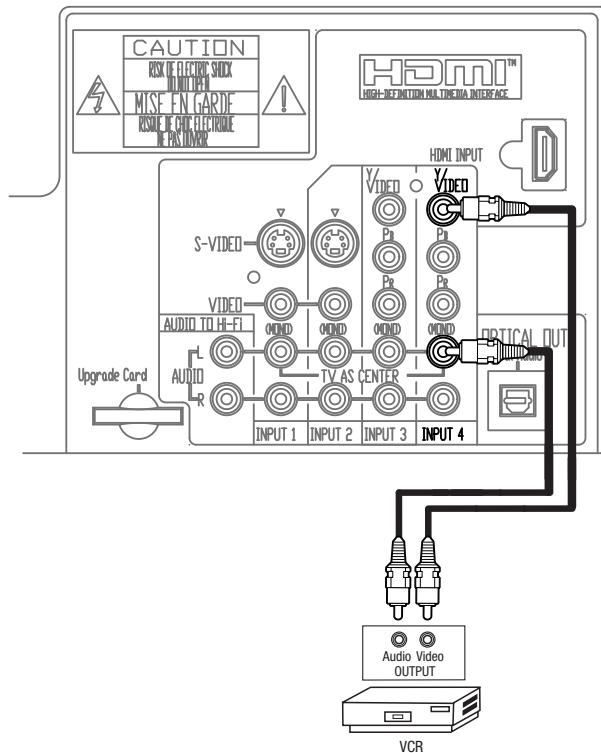 CAUTION
RISK OF ELECTRIC SHOCK
DO NOT OPEN
MISE EN GARDE
RISQUE DE CHOC ELECTRIQUE
NE PAS OUVRIR
HDMI™
HIGH-DEFINITION MULTIMEDIA INTERFACE
HDMI INPUT
Y/
VIDEO
Y/
VIDEO
S-VIDEO
PB
PB
PR
PR
VIDEO
(MONO)
(MONO)
(MONO)
(MONO)
AUDIO TO Hi-Fi
OPTICAL OUT
L
AUDIO
R
TV AS CENTER
Upgrade Card
INPUT 1
INPUT 2
INPUT 3
INPUT 4
Audio Video
OUTPUT
VCR